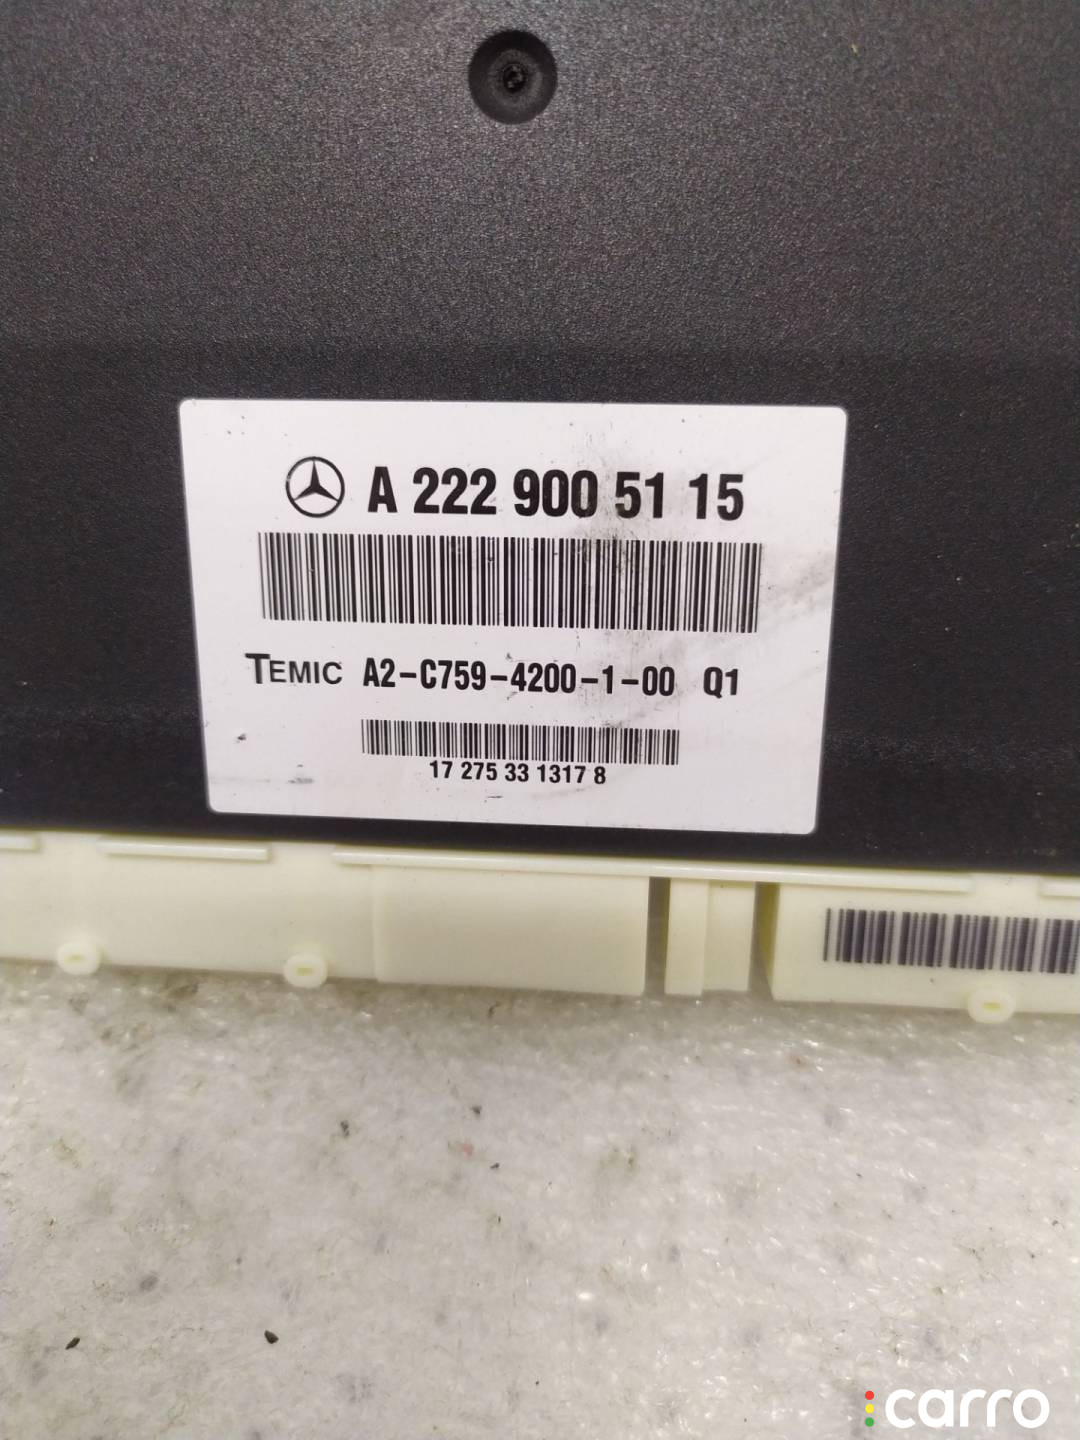 A 222 900 51 15
TEMIC A2-C759-4200-1-00 Q1
17 275 33 1317 8
carro